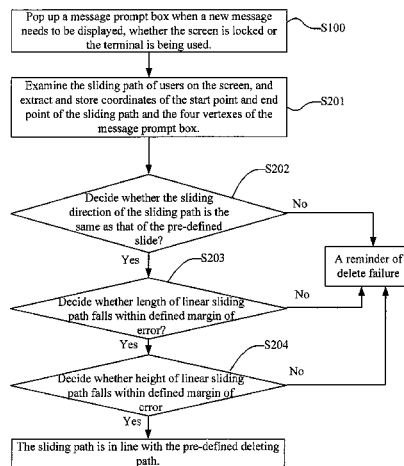 Pop up a message prompt box when a new message
needs to be displayed, whether the screen is locked or
the terminal is being used.
S100
Examine the sliding path of users on the screen, and
extract and store coordinates of the start point and end
point of the sliding path and the four vertexes of the
message prompt box.
S201
S202
Decide whether the sliding
direction of the sliding path is the
same as that of the pre-defined
slide?
No
Yes
S203
A reminder of
delete failure
Decide whether length of linear sliding
path falls within defined margin of
error?
No
Yes
S204
Decide whether height of linear sliding
path falls within defined margin of
error
No
Yes
The sliding path is in line with the pre-defined deleting
path.